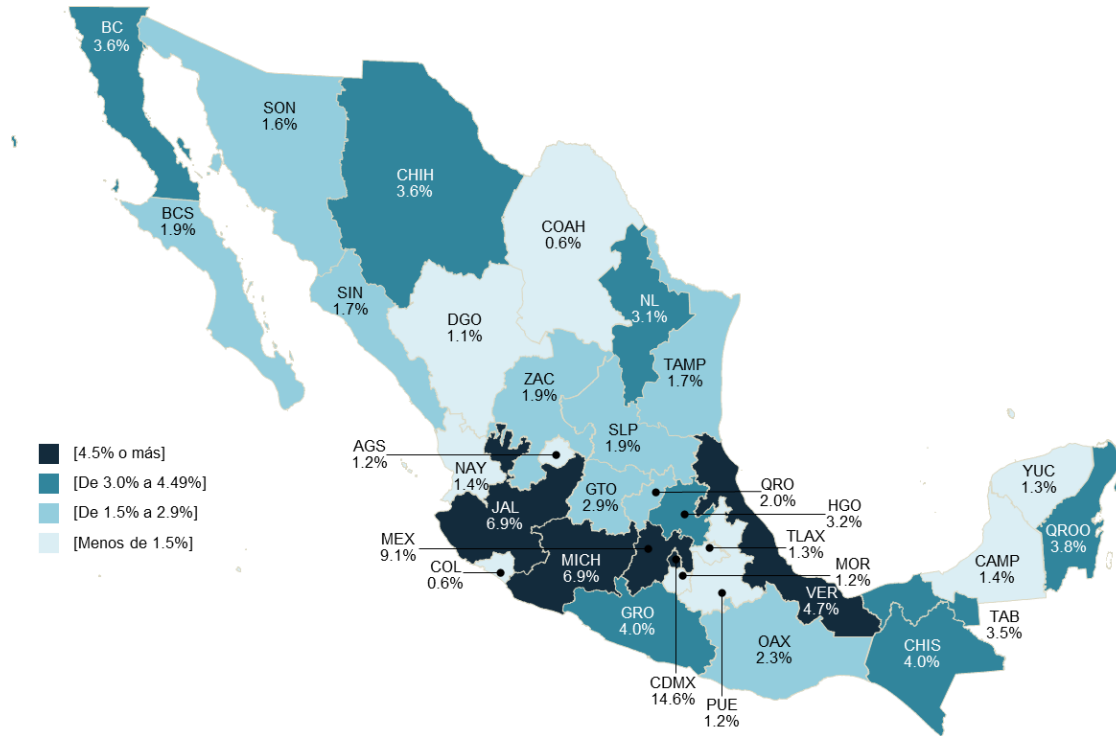 BC
3.6%
SON
1.6%
CHIH
3.6%
COAH
0.6%
BCS
1.9%
SIN
1.7%
NL
3.1%
DGO
1.1%
TAMP
1.7%
ZAC
1.9%
SLP
1.9%
AGS
1.2%
NAY
1.4%
GTO
2.9%
QRO
2.0%
HGO
3.2%
YUC
1.3%
JAL
6.9%
MEX
9.1%
TLAX
1.3%
QROO
3.8%
COL
0.6%
MICH
6.9%
MOR
1.2%
CAMP
1.4%
VER
4.7%
GRO
4.0%
OAX
2.3%
TAB
3.5%
CHIS
4.0%
CDMX
14.6%
PUE
1.2%
[4.5% o más]
[De 3.0% a 4.49%]
[De 1.5% a 2.9%]
[Menos de 1.5%]